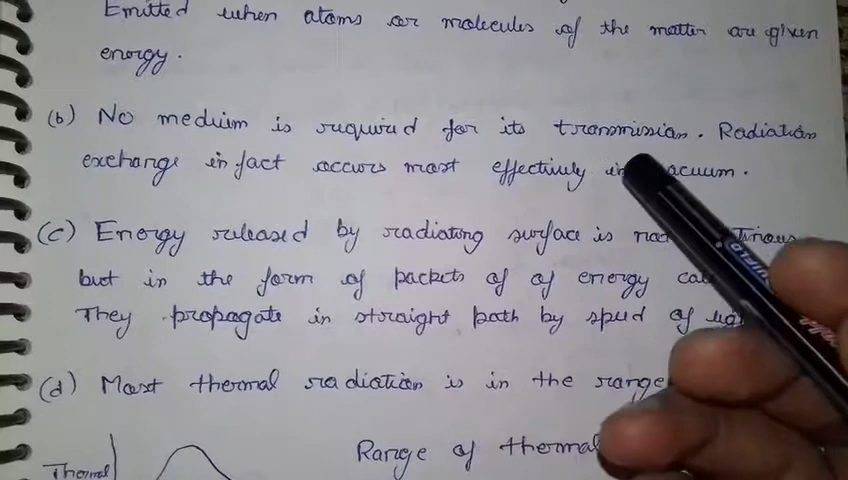 Emitted when atoms or molecules of the matter are given
energy.
(b) No medium is required for its transmission. Radiation
exchange in fact occurs most effectively in vacuum.
(c) Energy released by radiating surface is
but in the form of packets of of energy
They propagate in straight path by speed of
(d) Most thermal radiation is in the range
Range of thermal
Thermal